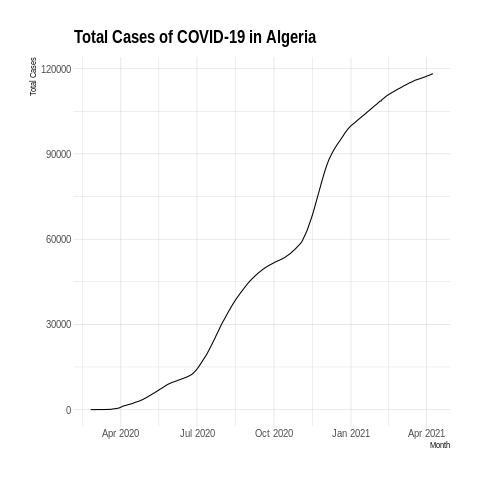 Total Cases of COVID-19 in Algeria
Total Cases
120000
90000
60000
30000
0
Apr 2020 Jul 2020 Oct 2020 Jan 2021 Apr 2021
Month